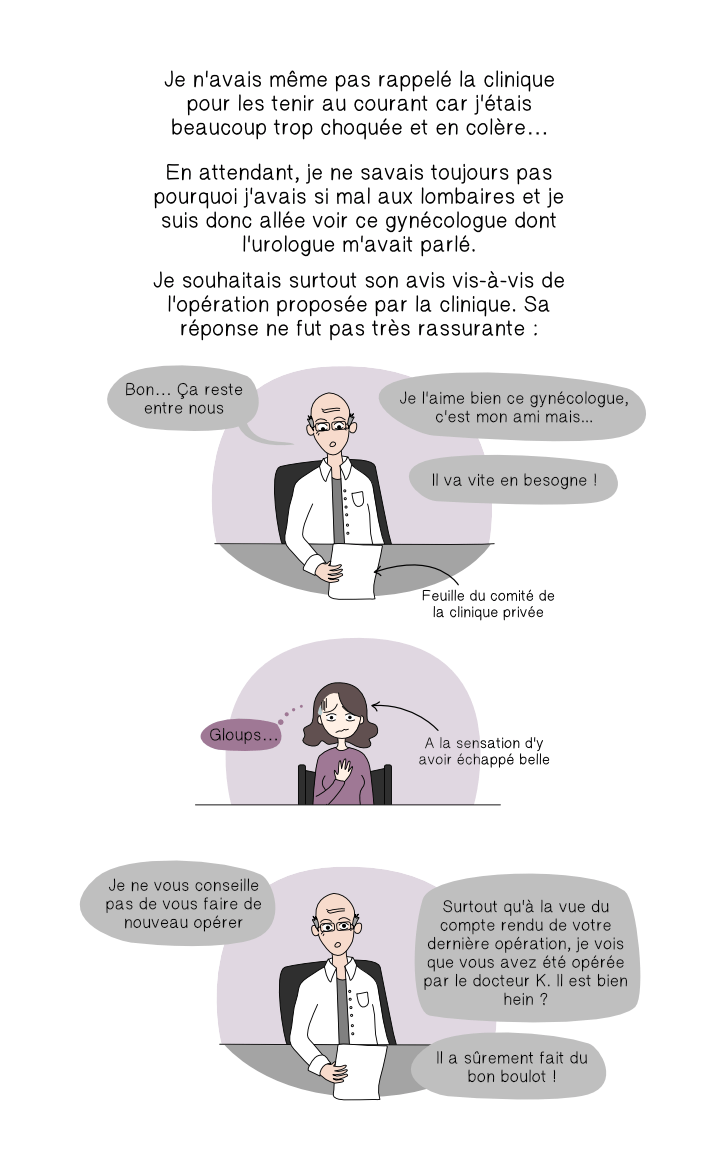 Je n'avais même pas rappelé la clinique
pour les tenir au courant car j'étais
beaucoup trop choquée et en colère...
En attendant, je ne savais toujours pas
pourquoi j'avais si mal aux lombaires et je
suis donc allée voir ce gynécologue dont
l'urologue m'avait parlé.
Je souhaitais surtout son avis vis-à-vis de
l'opération proposée par la clinique. Sa
réponse ne fut pas très rassurante :
Bon... Ça reste
entre nous
Je l'aime bien ce gynécologue,
c'est mon ami mais...
Il va vite en besogne !
Feuille du comité de
la clinique privée
Gloups...
A la sensation d'y
avoir échappé belle
Je ne vous conseille
pas de vous faire de
nouveau opérer
Surtout qu'à la vue du
compte rendu de votre
dernière opération, je vois
que vous avez été opérée
par le docteur K. Il est bien
hein ?
Il a sûrement fait du
bon boulot !